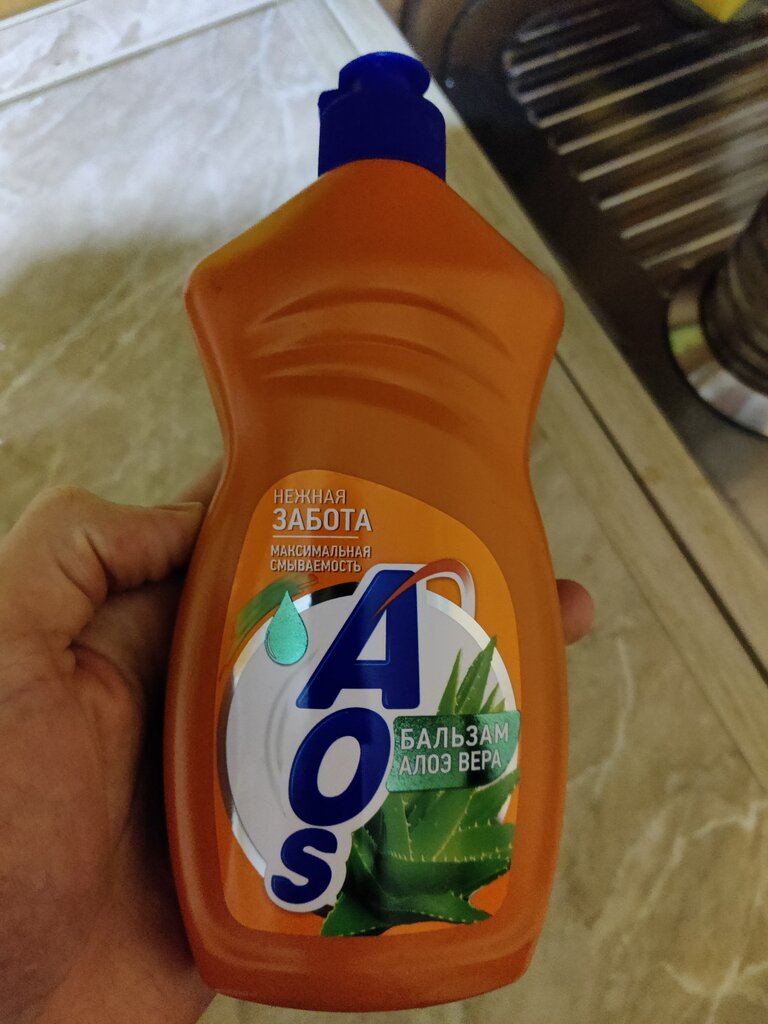 НЕЖНАЯ
ЗАБОТА
МАКСИМАЛЬНАЯ
СМЫВАЕМОСТЬ
AOS
БАЛЬЗАМ
АЛОЭ ВЕРА